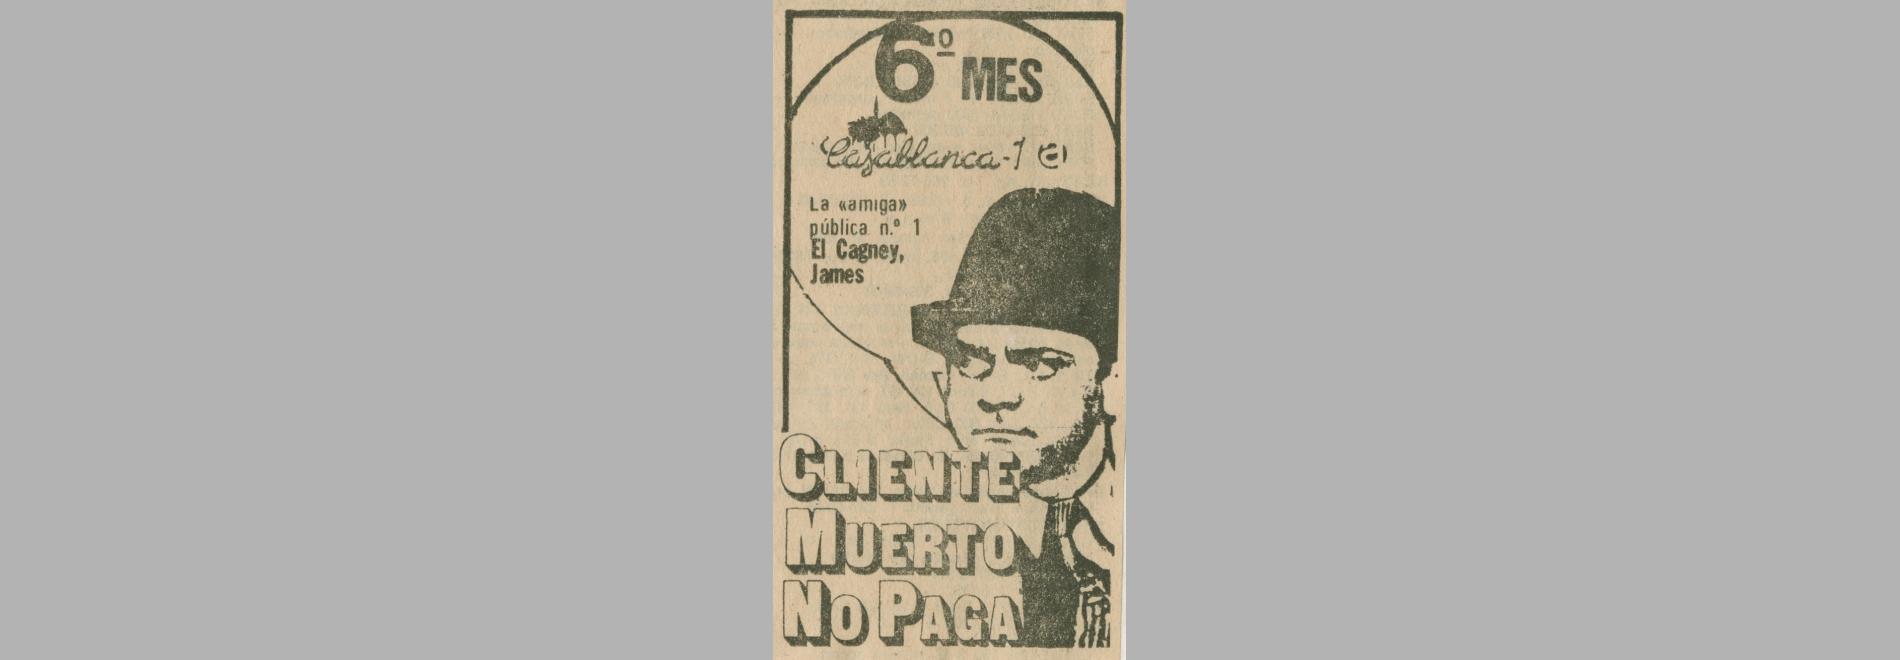 6º MES
Casablanca-1 a
La «amiga»
pública n.º 1
El Cagney,
James
CLIENTE
MUERTO
NO PAGA